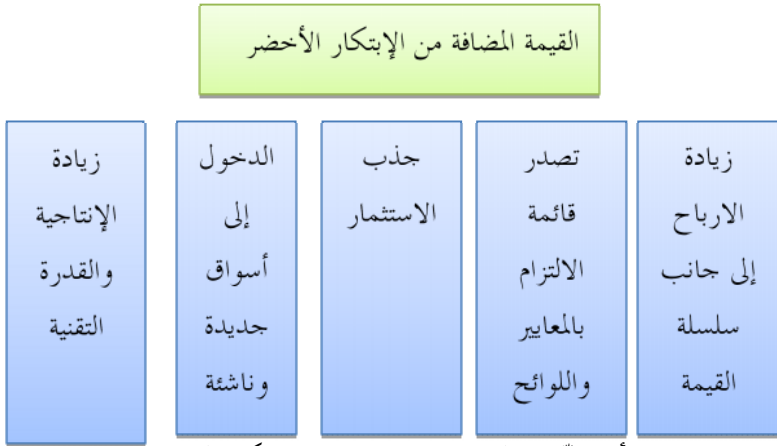 القيمة المضافة من الإبتكار الأخضر
زيادة
الارباح
إلى جانب
سلسلة
القيمة
تصدر
قائمة
الالتزام
بالمعايير
واللوائح
جذب
الاستثمار
الدخول
إلى
أسواق
جديدة
وناشئة
زيادة
الإنتاجية
والقدرة
التقنية